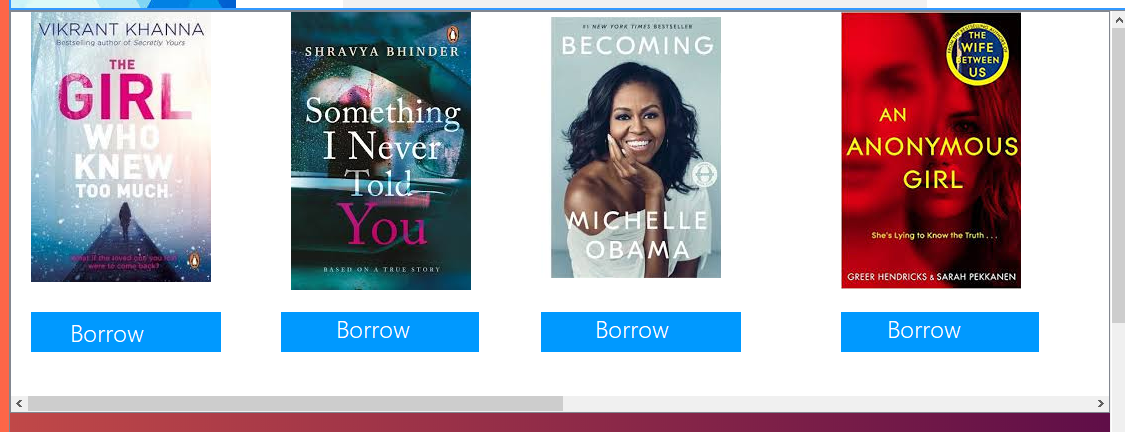 VIKRANT KHANNA
Bestselling author of Secretly Yours
THE
GIRL
WHO
KNEW
TOO MUCH.
What if the loved one you lost
were to come back?
Borrow
SHRAVYA BHINDER
Something
I Never
Told
You
BASED ON A TRUE STORY
Borrow
#1 NEW YORK TIMES BESTSELLER
BECOMING
MICHELLE
OBAMA
Borrow
THE
WIFE
BETWEEN
US
AN
ANONYMOUS
GIRL
She's Lying to Know the Truth . . .
GREER HENDRICKS & SARAH PEKKANEN
Borrow